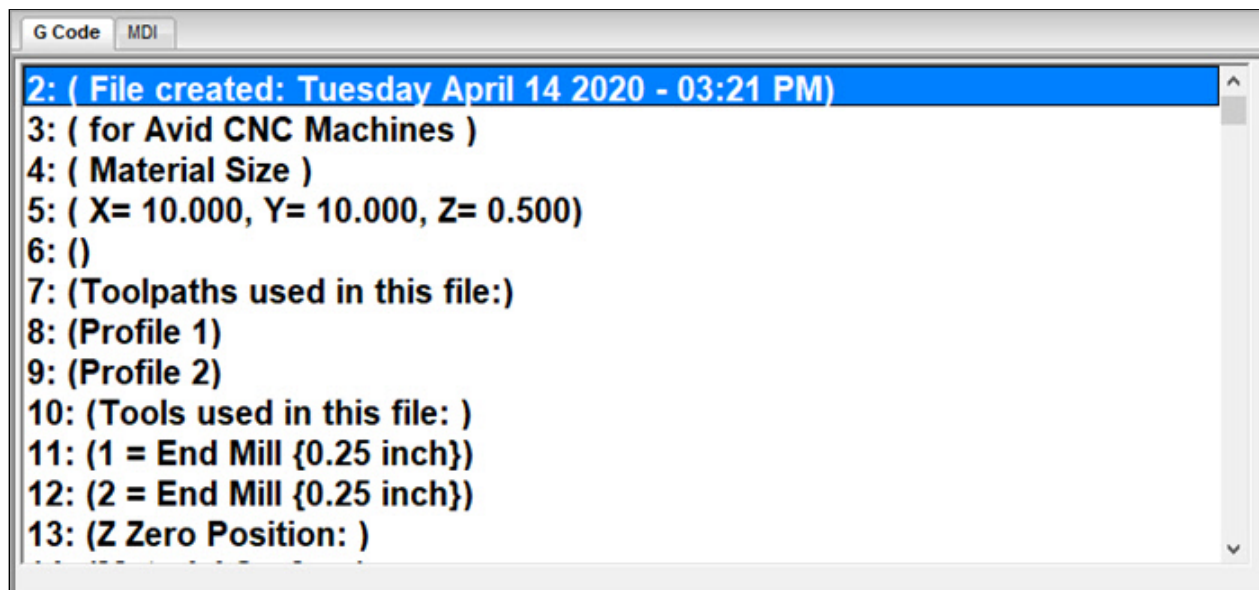 G Code MDI
2: ( File created: Tuesday April 14 2020 - 03:21 PM)
3: ( for Avid CNC Machines )
4: ( Material Size )
5: ( X= 10.000, Y= 10.000, Z= 0.500)
6: ()
7: (Toolpaths used in this file:)
8: (Profile 1)
9: (Profile 2)
10: (Tools used in this file: )
11: (1 = End Mill {0.25 inch})
12: (2 = End Mill {0.25 inch})
13: (Z Zero Position: )